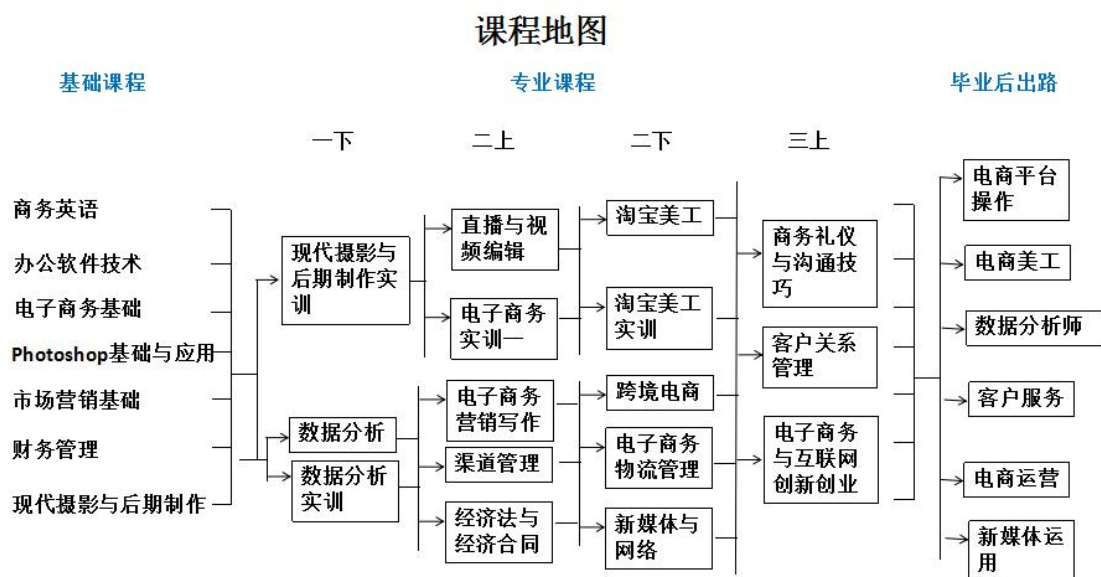 课程地图
基础课程
专业课程
毕业后出路
一下
二上
二下
三上
商务英语
办公软件技术
电子商务基础
Photoshop基础与应用
市场营销基础
财务管理
现代摄影与后期制作
现代摄影与
后期制作实
训
数据分析
数据分析
实训
直播与视
频编辑
电子商务
实训一
电子商务
营销写作
渠道管理
经济法与
经济合同
淘宝美工
淘宝美工
实训
跨境电商
电子商务
物流管理
新媒体与
网络
商务礼仪
与沟通技
巧
客户关系
管理
电子商务
与互联网
创新创业
电商平台
操作
电商美工
数据分析师
客户服务
电商运营
新媒体运
用